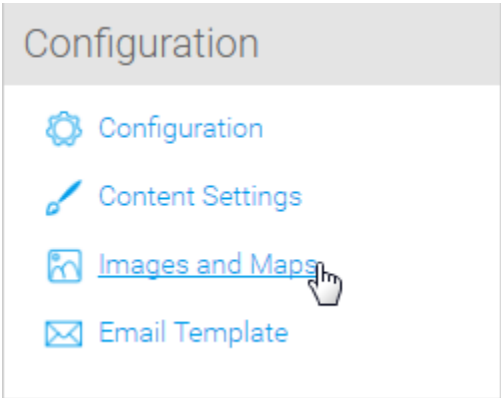 Configuration
Configuration
Content Settings
Images and Maps
Email Template